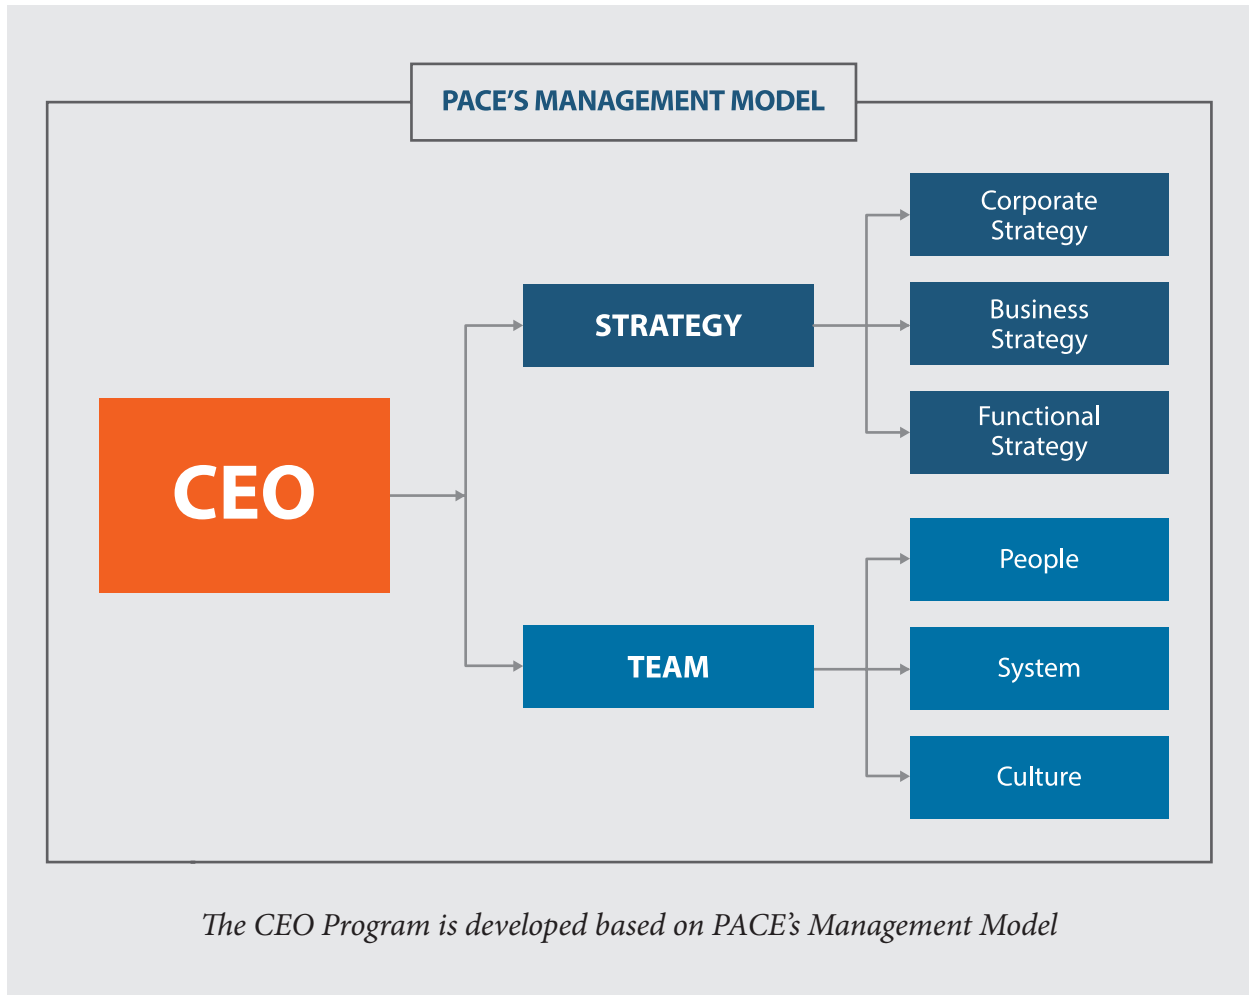 PACE’S MANAGEMENT MODEL
CEO
STRATEGY
Corporate
Strategy
Business
Strategy
Functional
Strategy
TEAM
People
System
Culture
The CEO Program is developed based on PACE’s Management Model